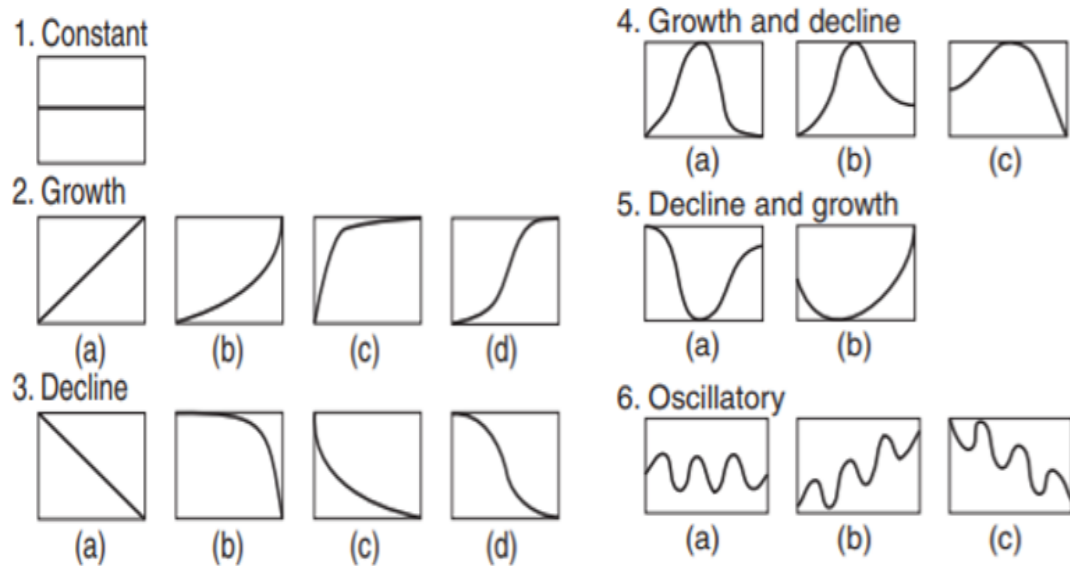 1. Constant
2. Growth
(a) (b) (c) (d)
3. Decline
(a) (b) (c) (d)
4. Growth and decline
(a) (b) (c)
5. Decline and growth
(a) (b)
6. Oscillatory
(a) (b) (c)